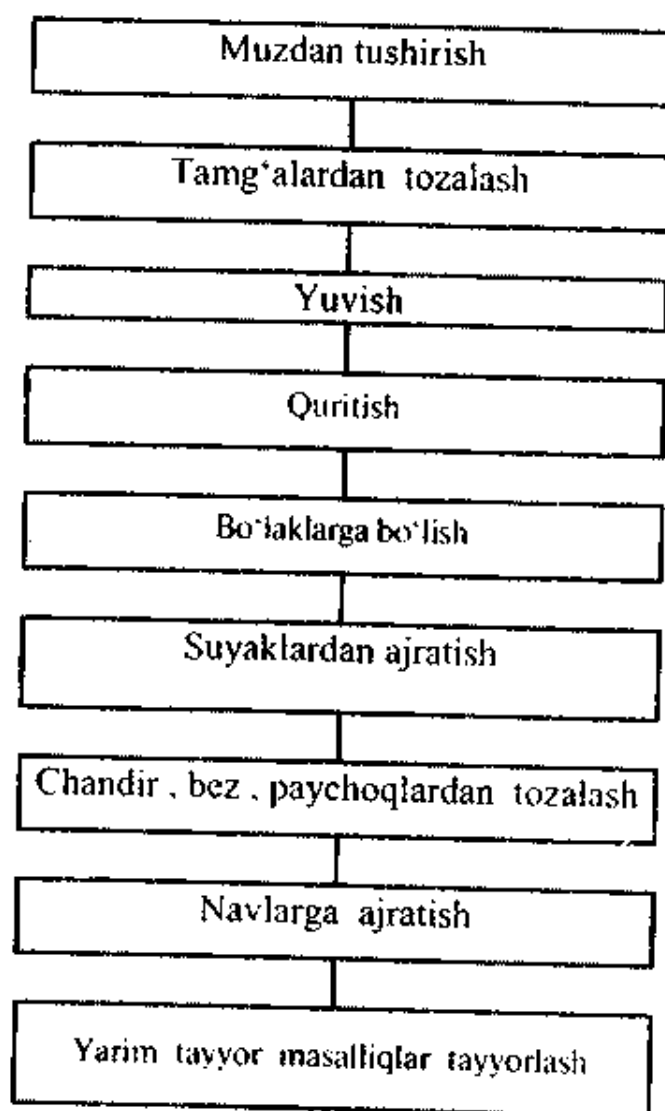 Muzdan tushirish
Tamg‘alardan tozalash
Yuvish
Quritish
Bo‘laklarga bo‘lish
Suyaklardan ajratish
Chandir , bez , paychoqlardan tozalash
Navlarga ajratish
Yarim tayyor masalliqlar tayyorlash